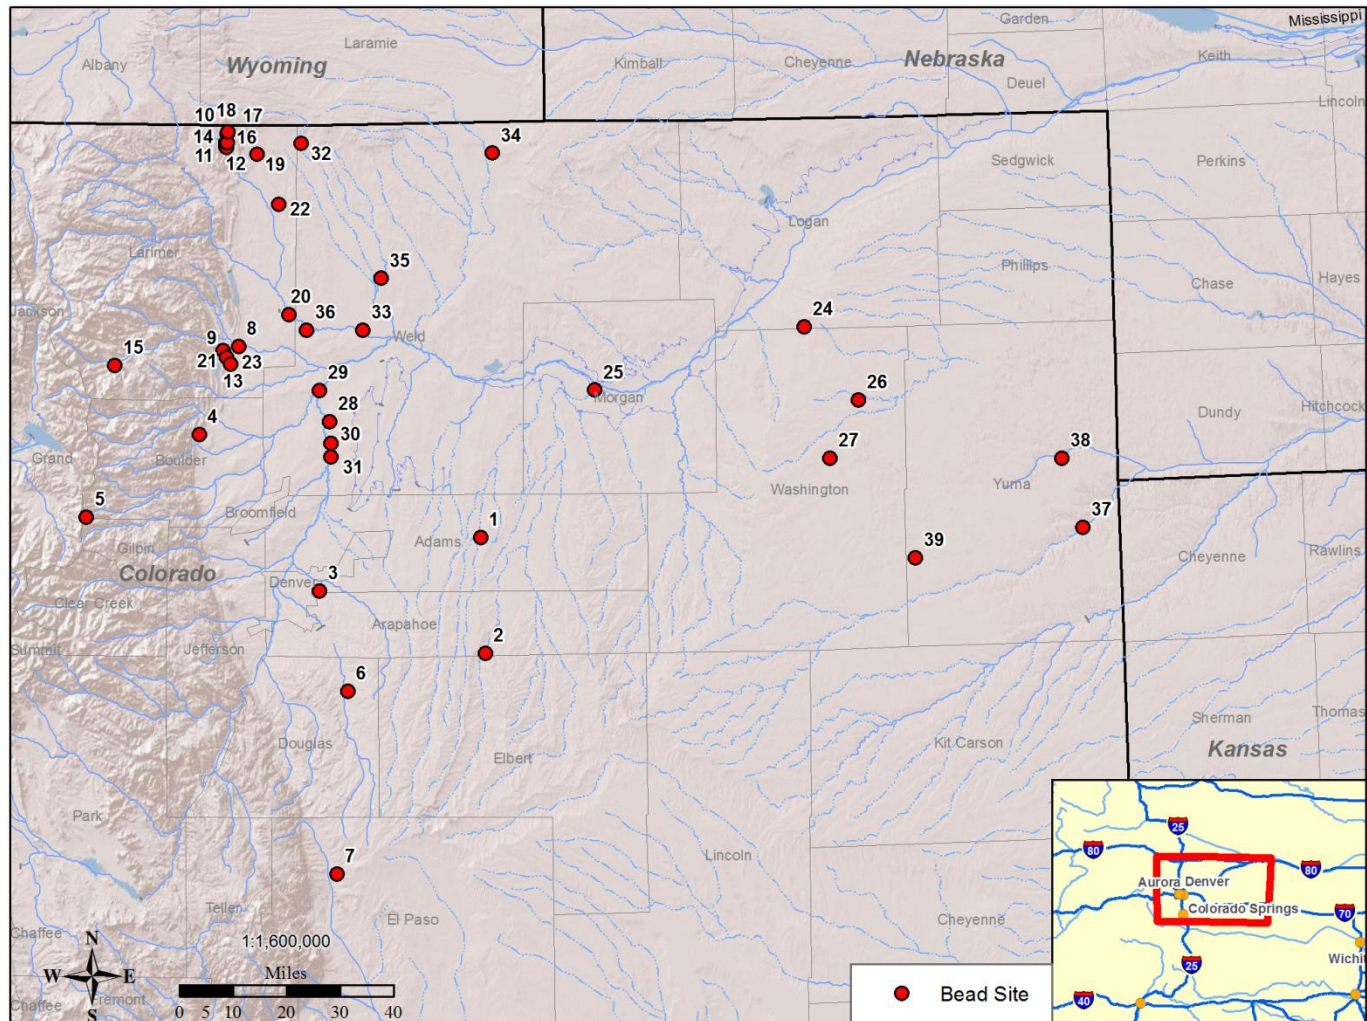 Mississippi
Garden
Laramie
Wyoming
Albany
Kimball
Cheyenne
Nebraska
Keith
Deuel
Lincoln
10 18 17
14 16
11 12 19 32
34
Sedgwick
Perkins
22
Logan
Larimer
35
Phillips
Chase
Hayes
Jackson
20 36 33
Weld
24
9 8
15
21 23
13
29
25
Morgan
26
28
Dundy
Hitchcock
4
Grand
Boulder
30
27
38
31
Washington
Yuma
5
Broomfield
1
Adams
37
Gilpin
39
Cheyenne
Rawlins
Colorado
Denver
3
Clear Creek
Arapahoe
2
Summit
Jefferson
6
Douglas
Elbert
Kit Carson
Sherman
Thomas
Kansas
Park
Lincoln
7
Teller
El Paso
Cheyenne
Chaffee
Chaffee
Fremont
N
W E
S
1:1,600,000
Miles
0 5 10 20 30 40
Bead Site
25
80
80
Aurora Denver
Colorado Springs
70
25
Wichit
40